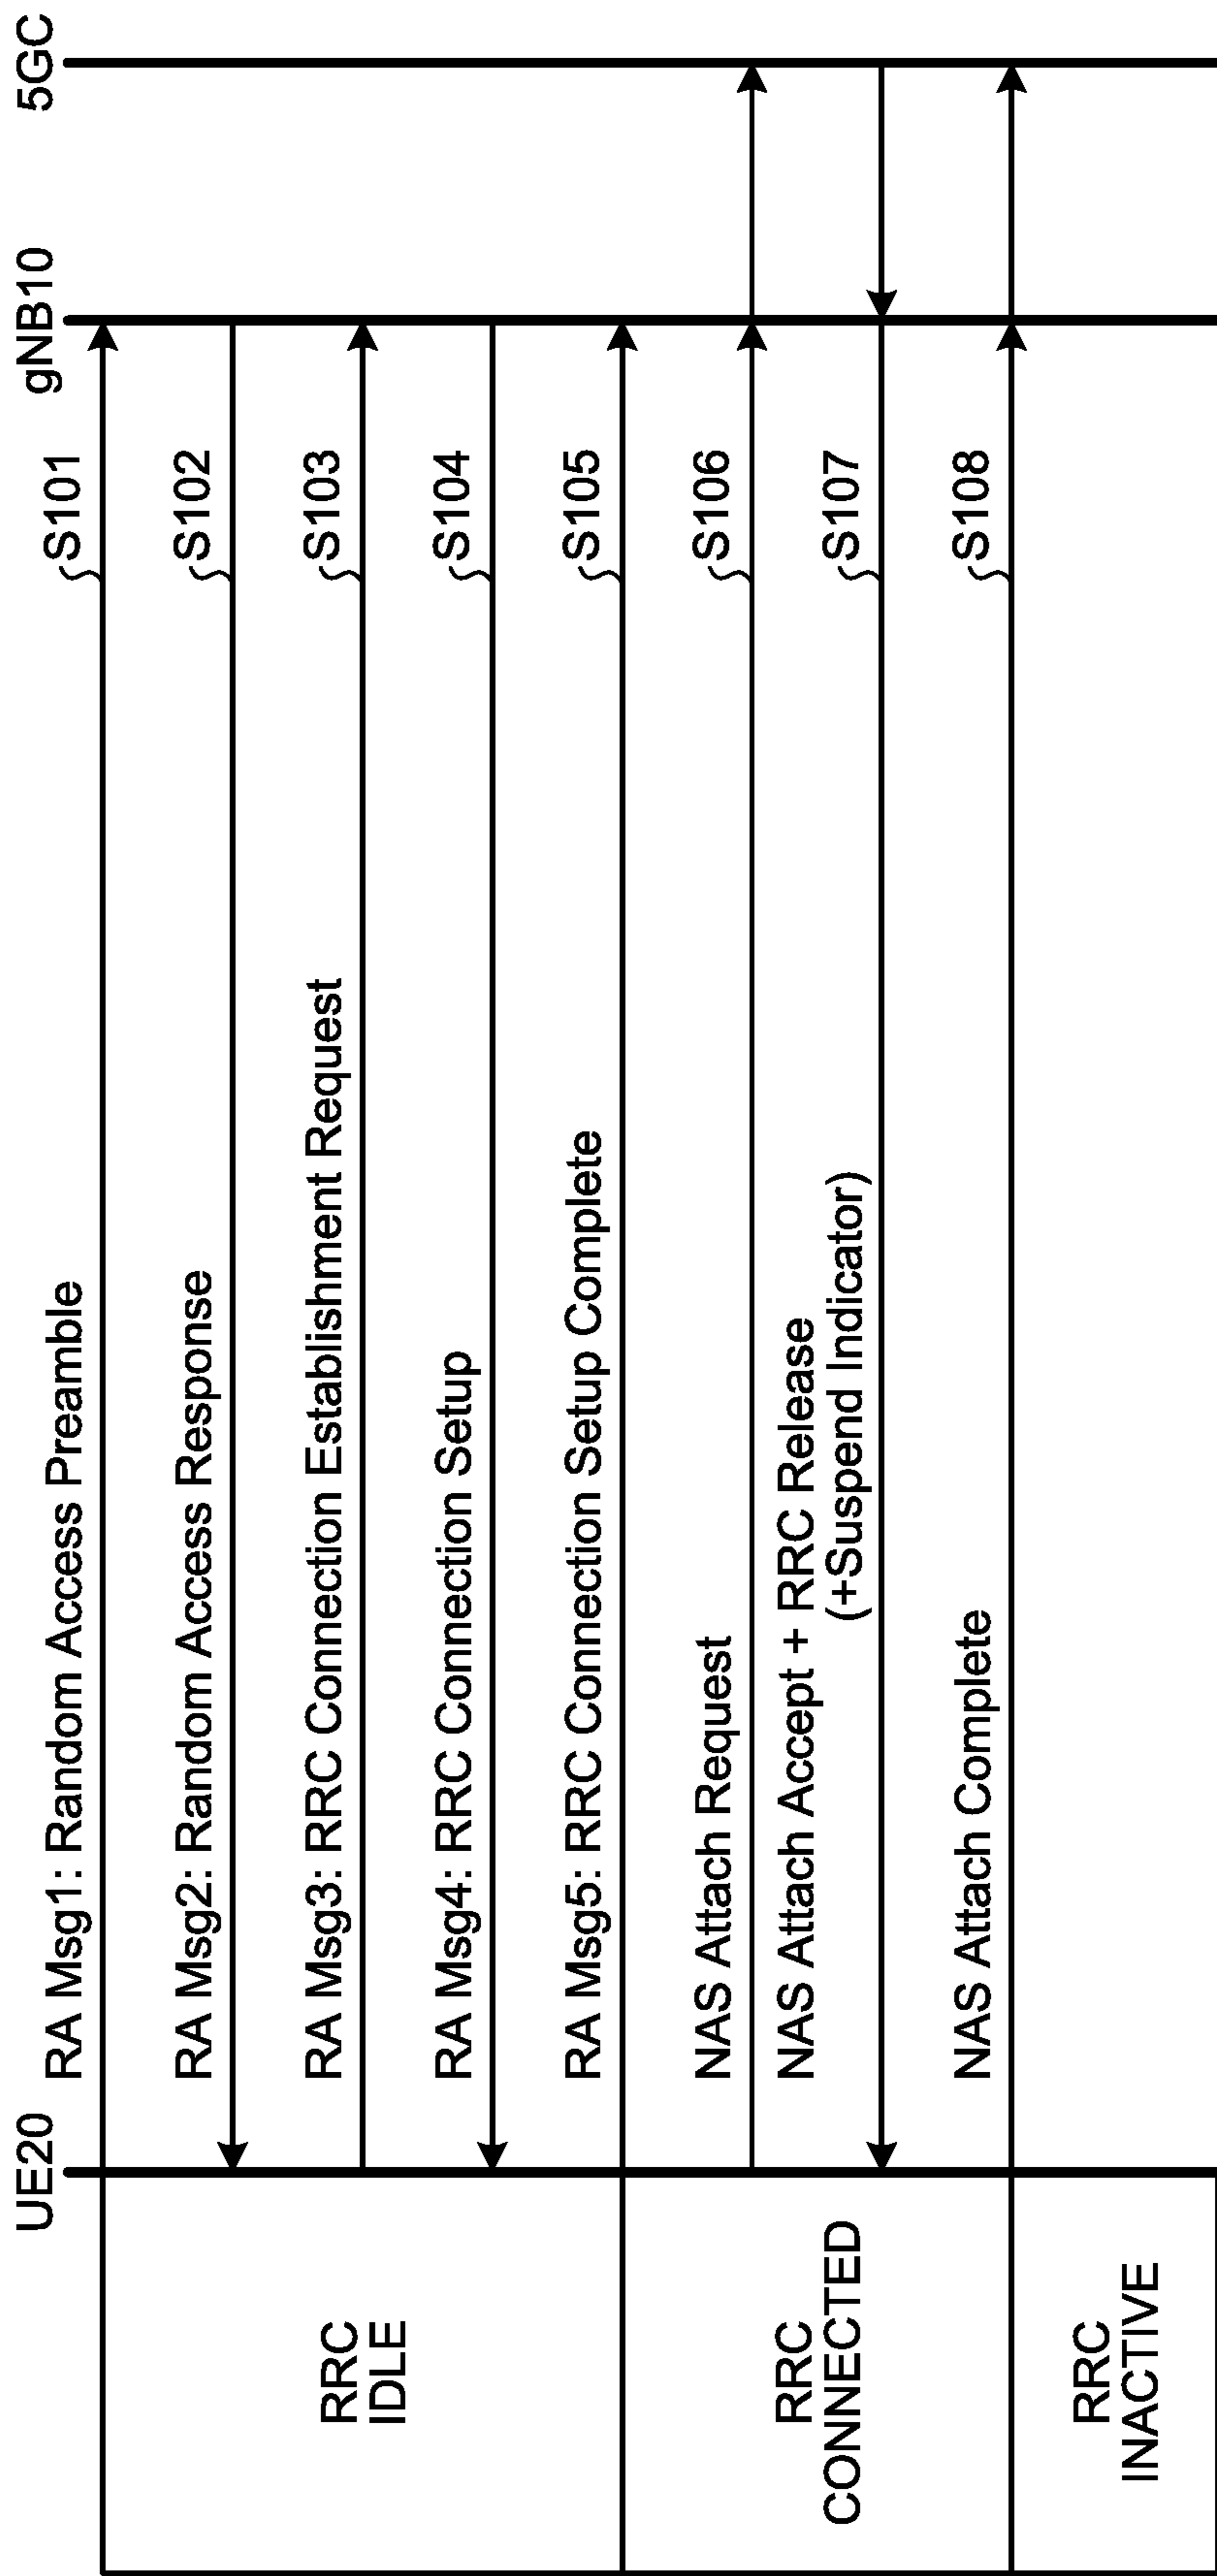 UE20
gNB10
5GC
RA Msg1: Random Access Preamble
S101
RA Msg2: Random Access Response
S102
RA Msg3: RRC Connection Establishment Request
S103
RA Msg4: RRC Connection Setup
S104
RA Msg5: RRC Connection Setup Complete
S105
NAS Attach Request
S106
NAS Attach Accept + RRC Release
(+Suspend Indicator)
S107
NAS Attach Complete
S108
RRC
IDLE
RRC
CONNECTED
RRC
INACTIVE